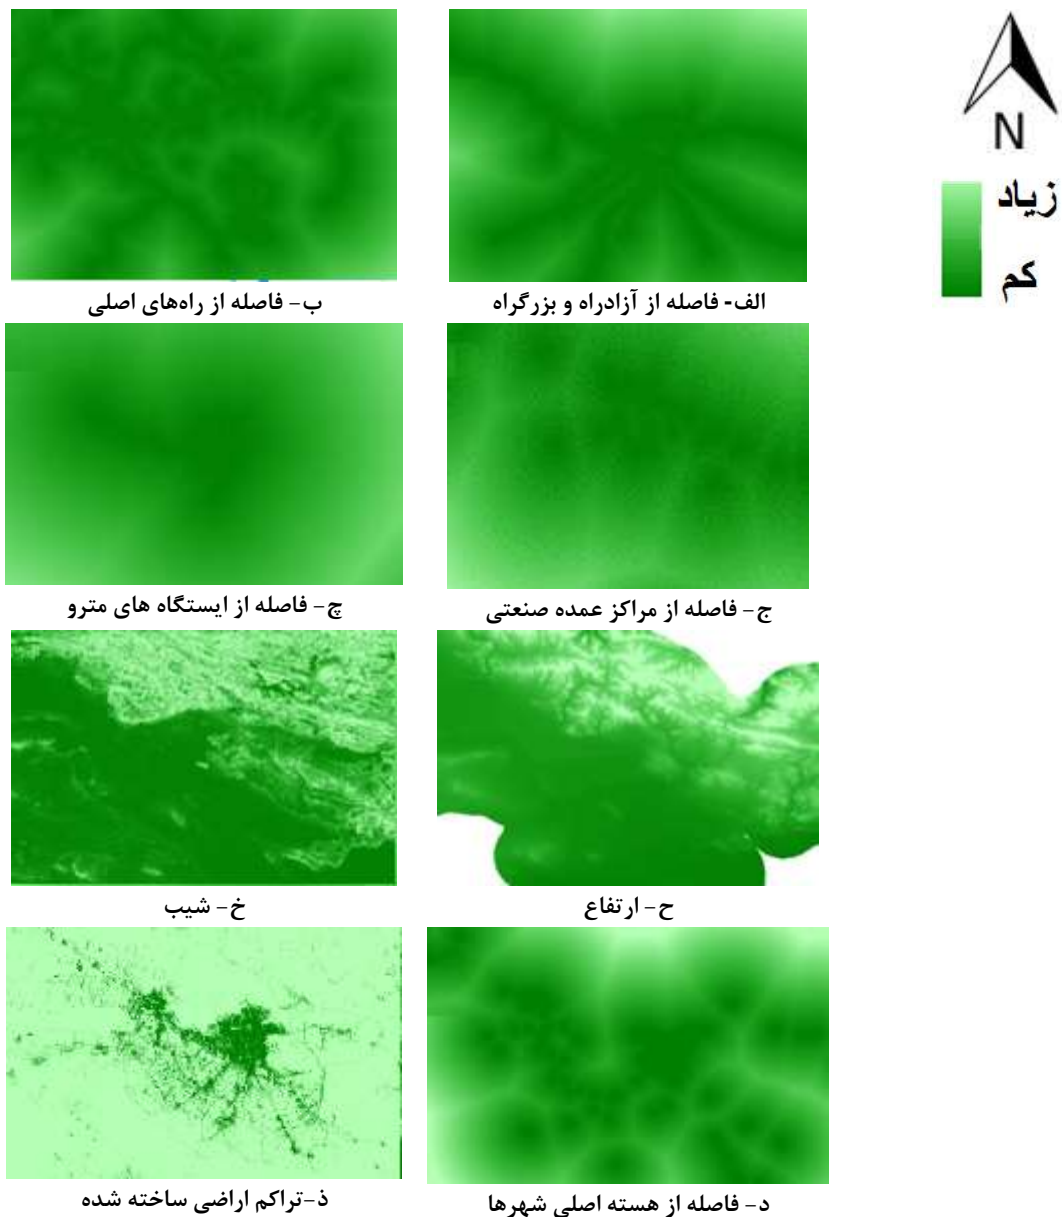 N
زیاد
کم
الف- فاصله از آزادراه و بزرگراه
ب- فاصله از راه‌های اصلی
ج- فاصله از مراکز عمده صنعتی
چ- فاصله از ایستگاه های مترو
ح- ارتفاع
خ- شیب
د- فاصله از هسته اصلی شهرها
ذ-تراکم اراضی ساخته شده